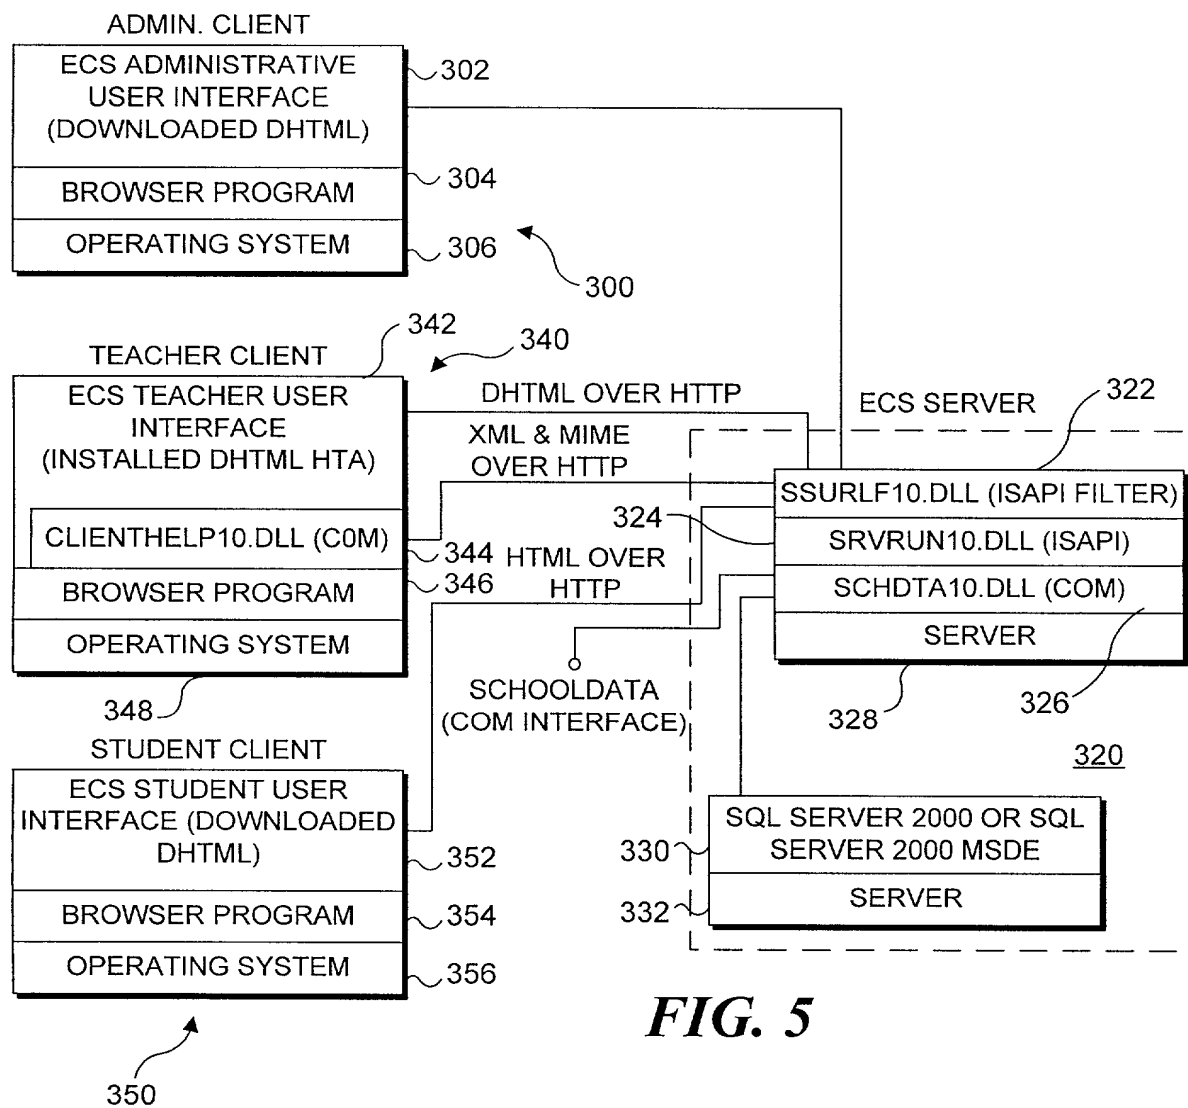 ADMIN. CLIENT
ECS ADMINISTRATIVE
USER INTERFACE
(DOWNLOADED DHTML)
302
BROWSER PROGRAM
304
OPERATING SYSTEM
306
300
TEACHER CLIENT
342
340
ECS TEACHER USER
INTERFACE
(INSTALLED DHTML HTA)
CLIENTHELP10.DLL (C0M)
344
BROWSER PROGRAM
346
OPERATING SYSTEM
348
DHTML OVER HTTP
XML & MIME
OVER HTTP
HTML OVER
HTTP
SCHOOLDATA
(COM INTERFACE)
ECS SERVER
322
SSURLF10.DLL (ISAPI FILTER)
324
SRVRUN10.DLL (ISAPI)
SCHDTA10.DLL (COM)
SERVER
326
328
320
SQL SERVER 2000 OR SQL
SERVER 2000 MSDE
330
SERVER
332
STUDENT CLIENT
ECS STUDENT USER
INTERFACE (DOWNLOADED
DHTML)
352
BROWSER PROGRAM
354
OPERATING SYSTEM
356
350
FIG. 5